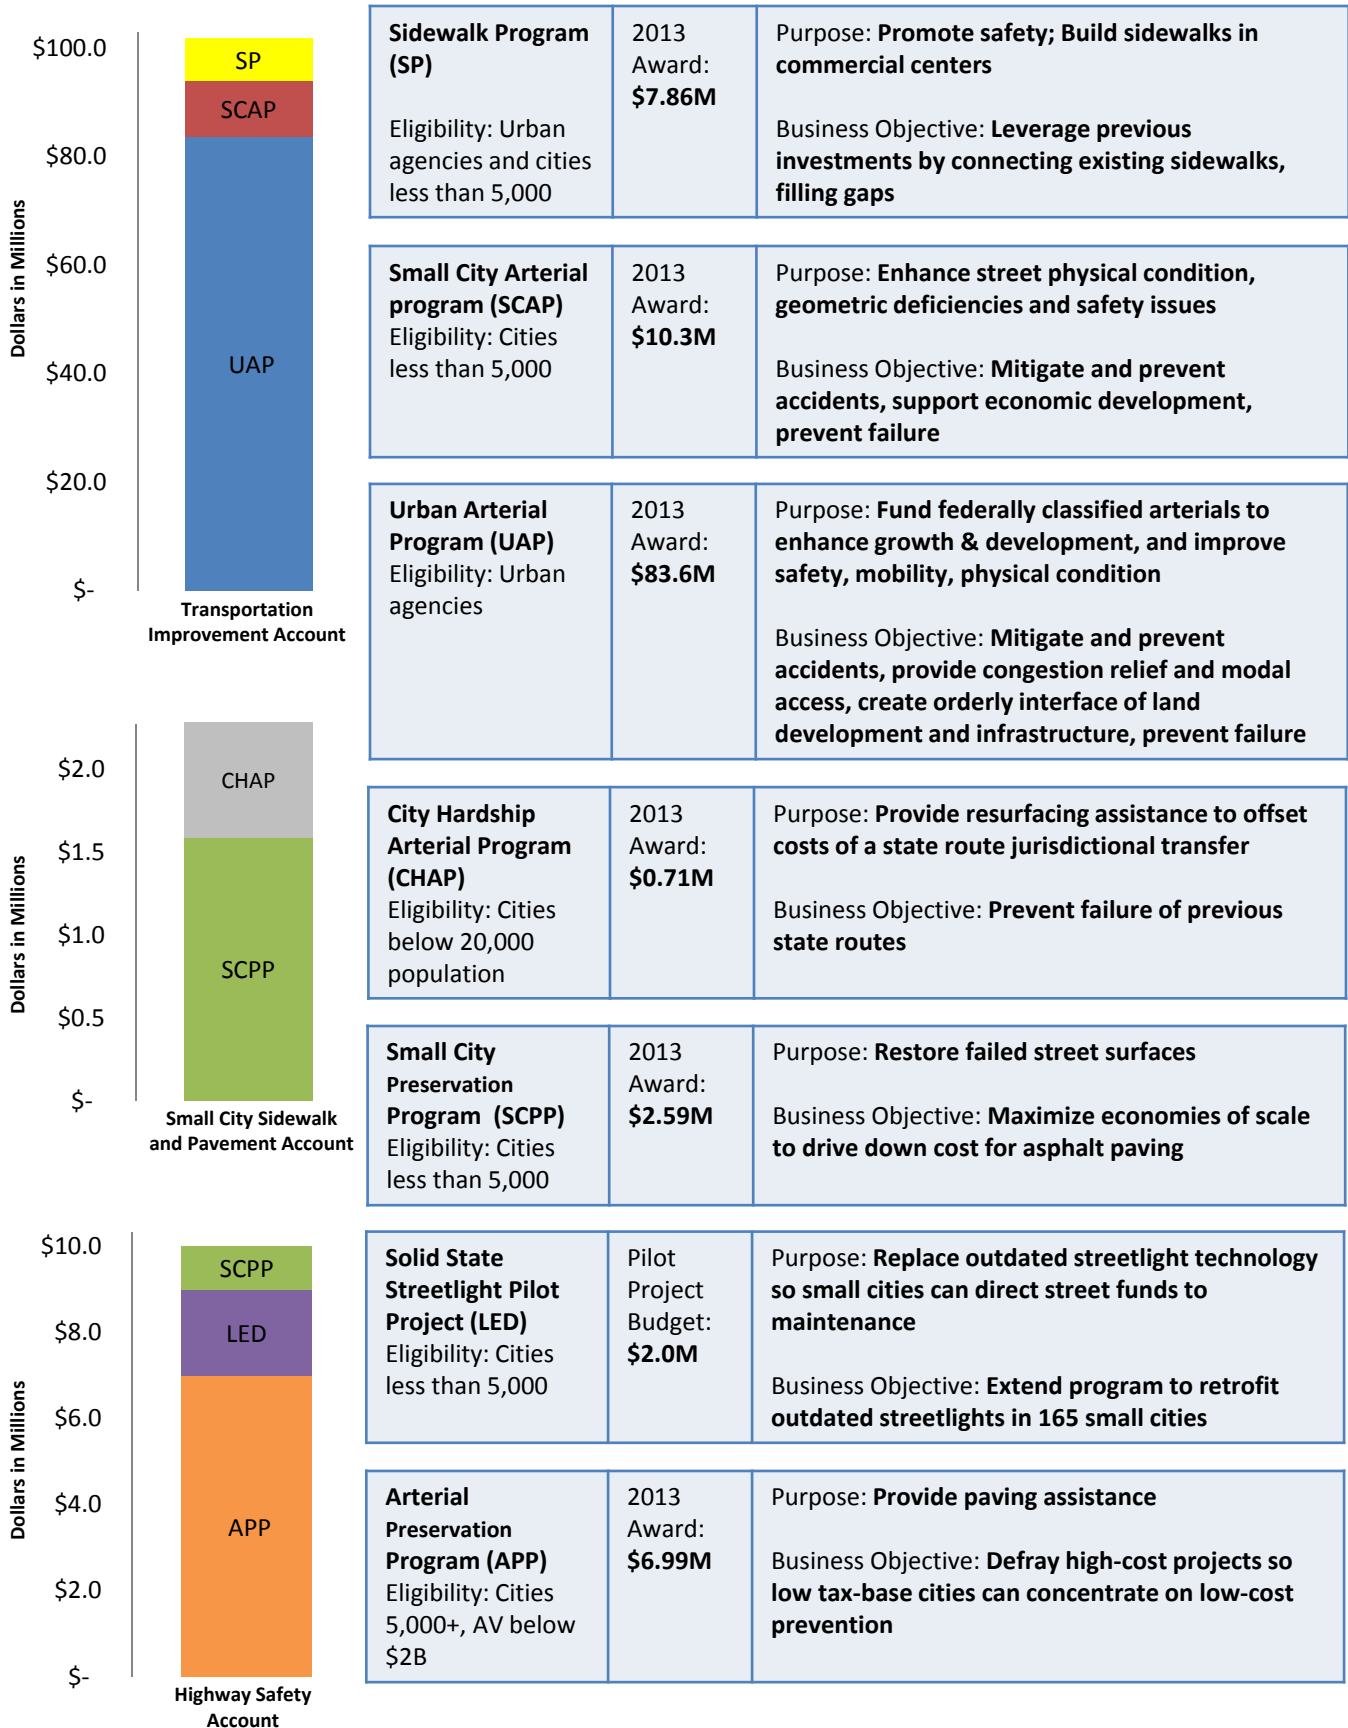 $100.0
$80.0
$60.0
$40.0
$20.0
$-
Dollars in Millions
SP
SCAP
UAP
Transportation
Improvement Account
Sidewalk Program
(SP)
Eligibility: Urban
agencies and cities
less than 5,000
2013
Award:
$7.86M
Purpose: Promote safety; Build sidewalks in
commercial centers
Business Objective: Leverage previous
investments by connecting existing sidewalks,
filling gaps
Small City Arterial
program (SCAP)
Eligibility: Cities
less than 5,000
2013
Award:
$10.3M
Purpose: Enhance street physical condition,
geometric deficiencies and safety issues
Business Objective: Mitigate and prevent
accidents, support economic development,
prevent failure
Urban Arterial
Program (UAP)
Eligibility: Urban
agencies
2013
Award:
$83.6M
Purpose: Fund federally classified arterials to
enhance growth & development, and improve
safety, mobility, physical condition
Business Objective: Mitigate and prevent
accidents, provide congestion relief and modal
access, create orderly interface of land
development and infrastructure, prevent failure
$2.0
$1.5
$1.0
$0.5
$-
Dollars in Millions
CHAP
SCPP
Small City Sidewalk
and Pavement Account
City Hardship
Arterial Program
(CHAP)
Eligibility: Cities
below 20,000
population
2013
Award:
$0.71M
Purpose: Provide resurfacing assistance to offset
costs of a state route jurisdictional transfer
Business Objective: Prevent failure of previous
state routes
Small City
Preservation
Program (SCPP)
Eligibility: Cities
less than 5,000
2013
Award:
$2.59M
Purpose: Restore failed street surfaces
Business Objective: Maximize economies of scale
to drive down cost for asphalt paving
$10.0
$8.0
$6.0
$4.0
$2.0
$-
Dollars in Millions
SCPP
LED
APP
Highway Safety
Account
Solid State
Streetlight Pilot
Project (LED)
Eligibility: Cities
less than 5,000
Pilot
Project
Budget:
$2.0M
Purpose: Replace outdated streetlight technology
so small cities can direct street funds to
maintenance
Business Objective: Extend program to retrofit
outdated streetlights in 165 small cities
Arterial
Preservation
Program (APP)
Eligibility: Cities
5,000+, AV below
$2B
2013
Award:
$6.99M
Purpose: Provide paving assistance
Business Objective: Defray high-cost projects so
low tax-base cities can concentrate on low-cost
prevention